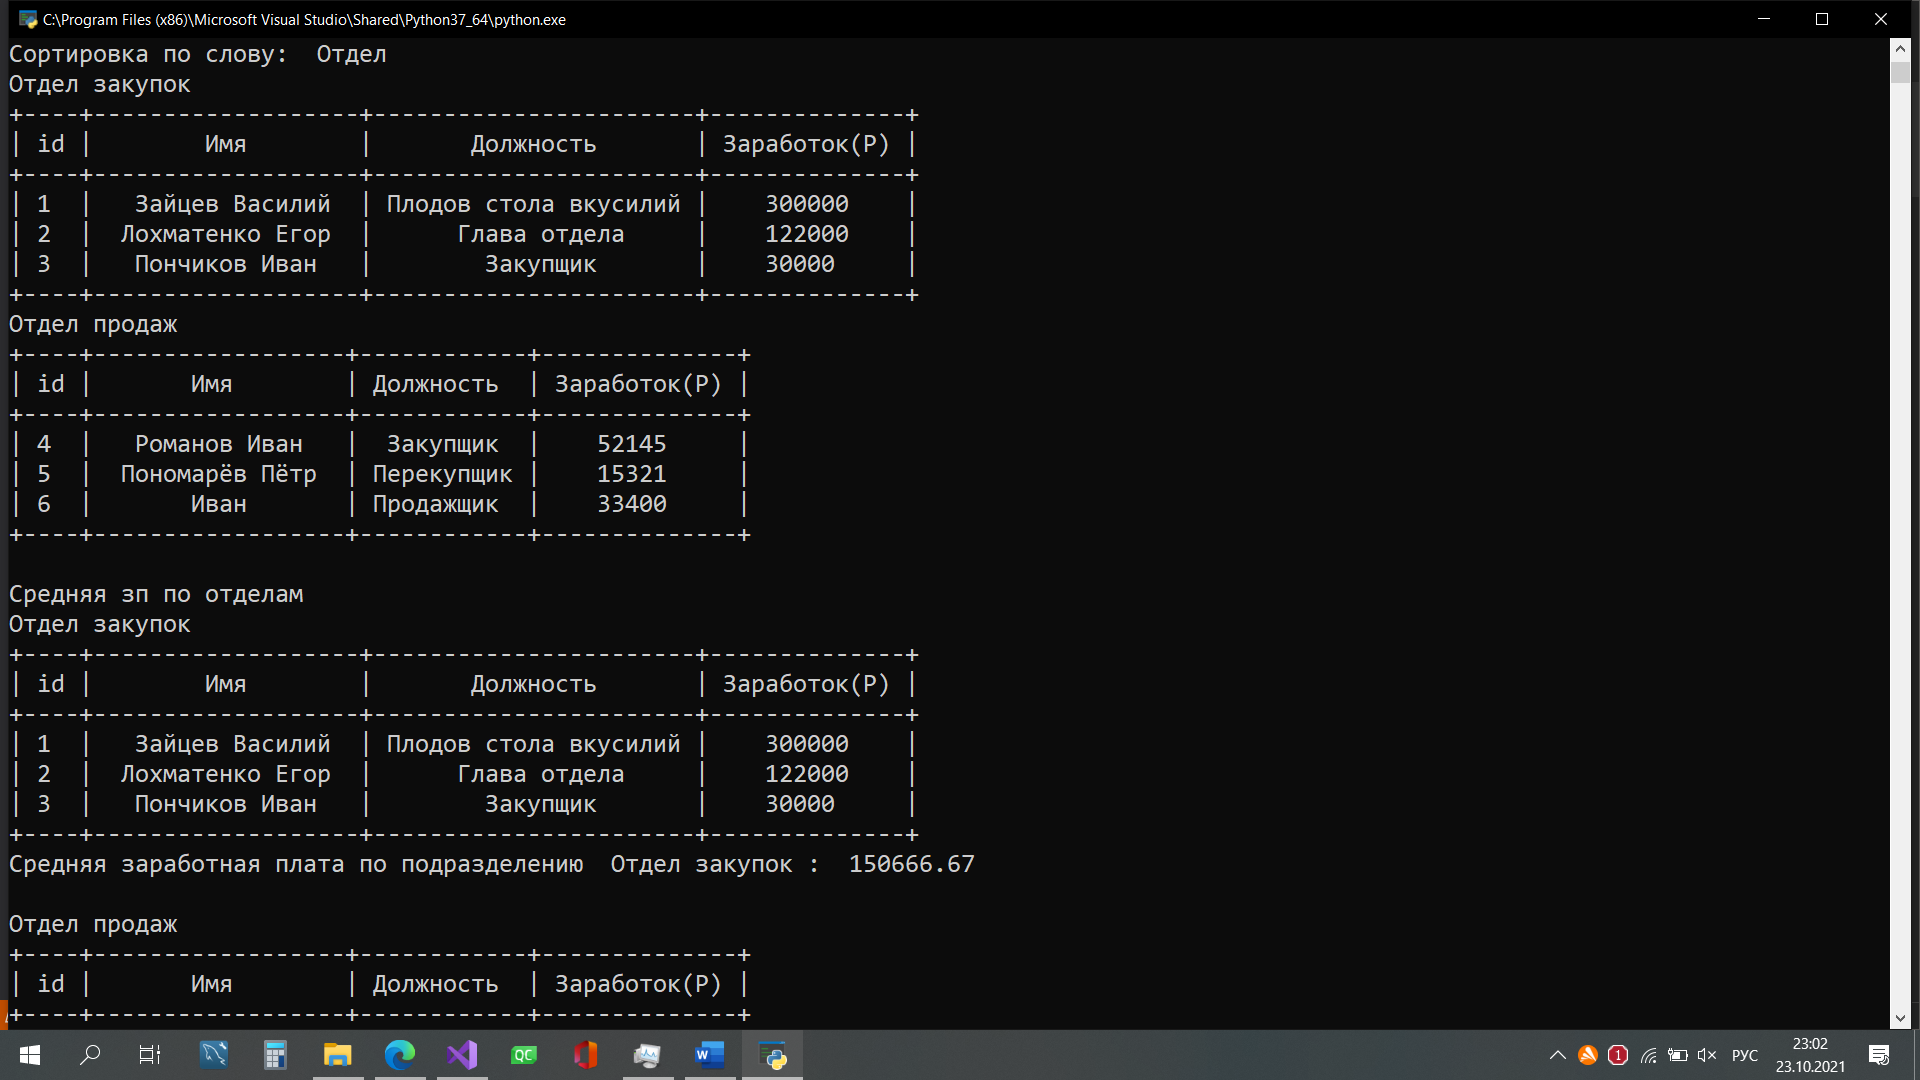 C:\Program Files (x86)\Microsoft Visual Studio\Shared\Python37_64\python.exe
Сортировка по слову:  Отдел
Отдел закупок
+----+-------------------+-----------------------+--------------+
| id |        Имя        |       Должность       | Заработок(Р) |
+----+-------------------+-----------------------+--------------+
| 1  |   Зайцев Василий  | Плодов стола вкусилий |    300000    |
| 2  |  Лохматенко Егор  |      Глава отдела     |    122000    |
| 3  |   Пончиков Иван   |        Закупщик       |    30000     |
+----+-------------------+-----------------------+--------------+
Отдел продаж
+----+------------------+------------+--------------+
| id |       Имя        | Должность  | Заработок(Р) |
+----+------------------+------------+--------------+
| 4  |   Романов Иван   |  Закупщик  |    52145     |
| 5  |  Пономарёв Пётр  | Перекупщик |    15321     |
| 6  |       Иван       | Продажщик  |    33400     |
+----+------------------+------------+--------------+
Средняя зп по отделам
Отдел закупок
+----+-------------------+-----------------------+--------------+
| id |        Имя        |       Должность       | Заработок(Р) |
+----+-------------------+-----------------------+--------------+
| 1  |   Зайцев Василий  | Плодов стола вкусилий |    300000    |
| 2  |  Лохматенко Егор  |      Глава отдела     |    122000    |
| 3  |   Пончиков Иван   |        Закупщик       |    30000     |
+----+-------------------+-----------------------+--------------+
Средняя заработная плата по подразделению  Отдел закупок :  150666.67
Отдел продаж
+----+------------------+------------+--------------+
| id |       Имя        | Должность  | Заработок(Р) |
+----+------------------+------------+--------------+
QC
W
1
РУС
23:02
23.10.2021